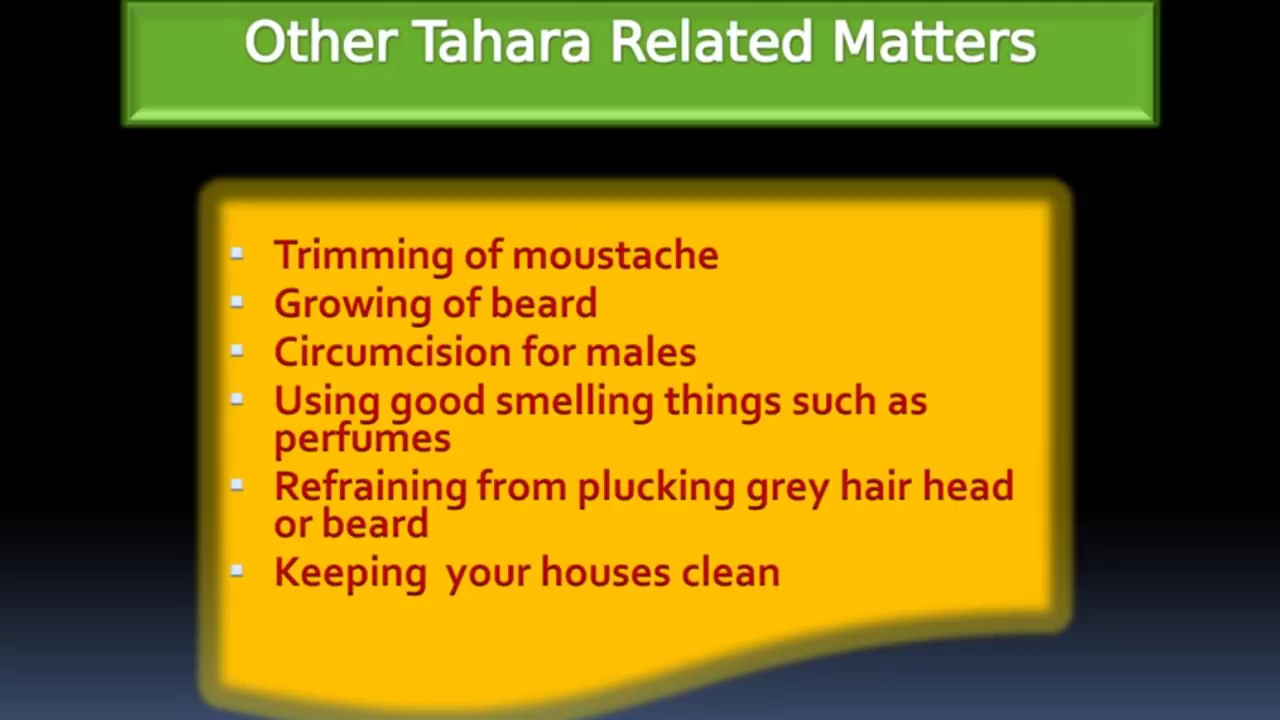 Other Tahara Related Matters
▪ Trimming of moustache
▪ Growing of beard
▪ Circumcision for males
▪ Using good smelling things such as
perfumes
▪ Refraining from plucking grey hair head
or beard
▪ Keeping  your houses clean